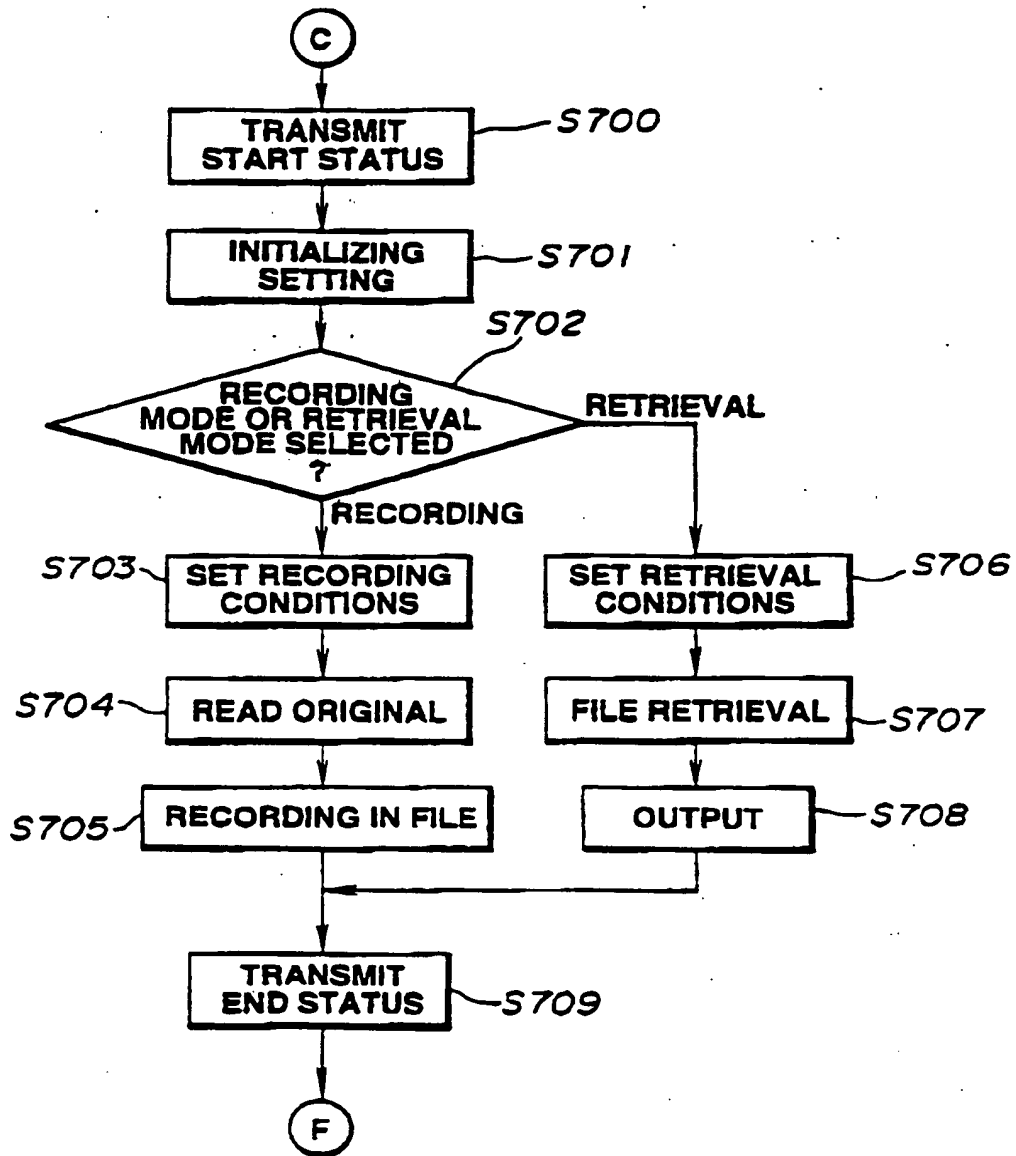 C
TRANSMIT
START STATUS
S700
INITIALIZING
SETTING
S701
S702
RECORDING
MODE OR RETRIEVAL
MODE SELECTED
?
RETRIEVAL
RECORDING
S703
SET RECORDING
CONDITIONS
SET RETRIEVAL
CONDITIONS
S706
S704
READ ORIGINAL
FILE RETRIEVAL
S707
S705
RECORDING IN FILE
OUTPUT
S708
TRANSMIT
END STATUS
S709
F